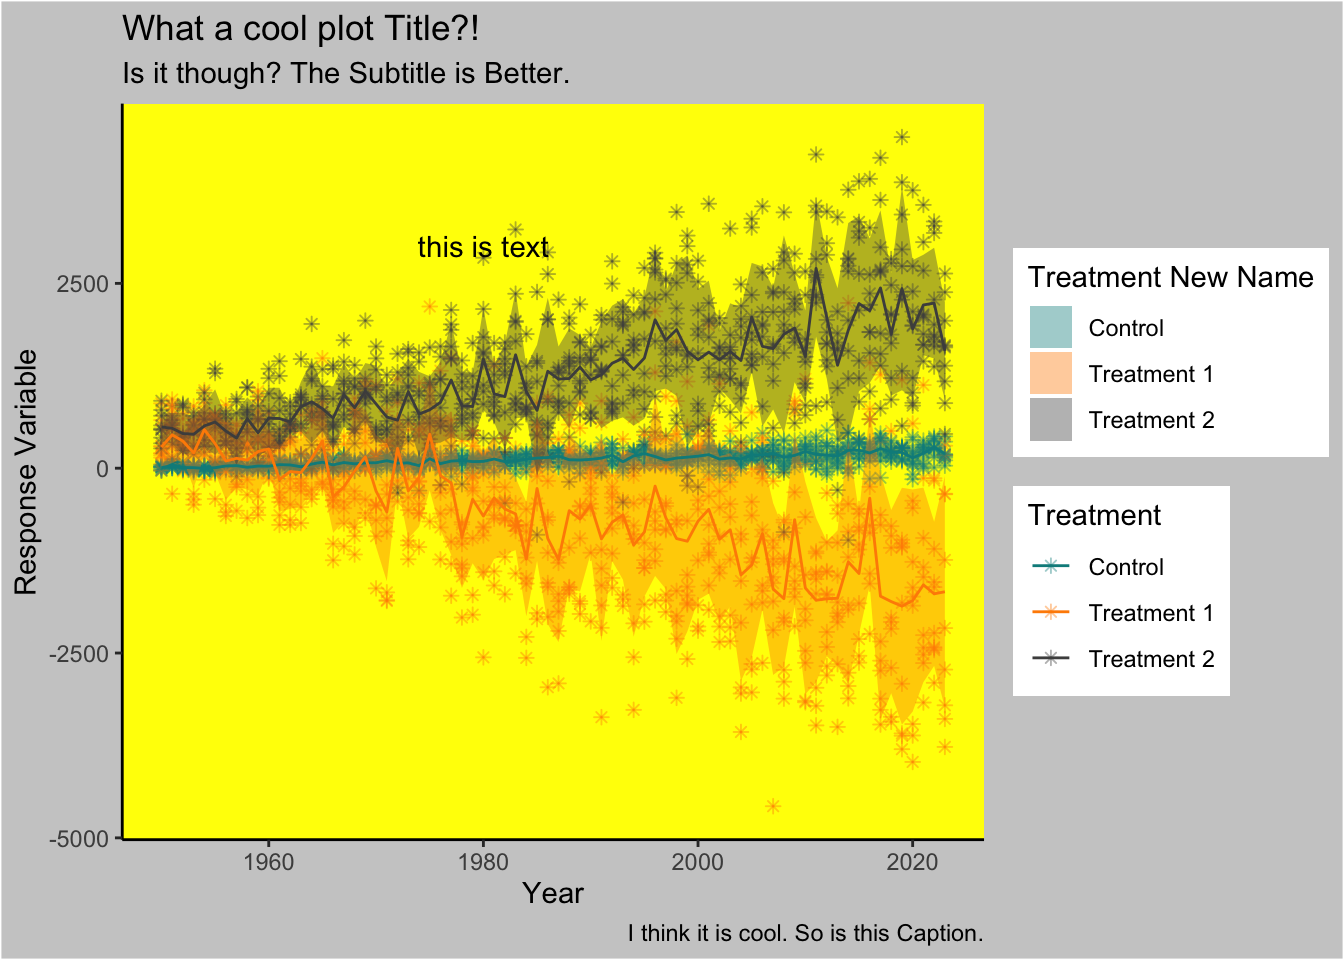 What a cool plot Title?!
Is it though? The Subtitle is Better.
this is text
2500
0
-2500
-5000
Response Variable
1960
1980
2000
2020
Year
I think it is cool. So is this Caption.
Treatment New Name
Control
Treatment 1
Treatment 2
Treatment
Control
Treatment 1
Treatment 2